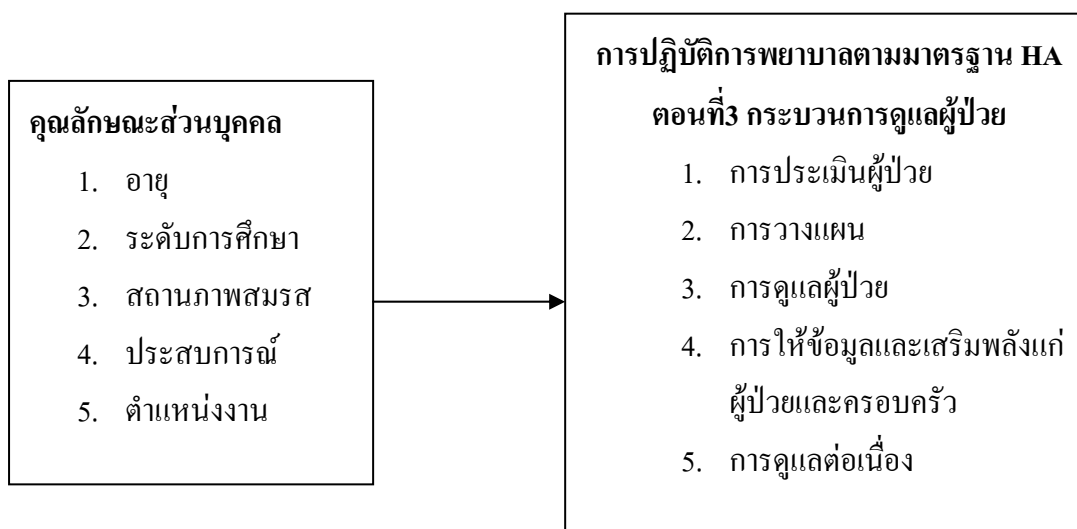 คุณลักษณะส่วนบุคคล
1. อายุ
2. ระดับการศึกษา
3. สถานภาพสมรส
4. ประสบการณ์
5. ตำแหน่งงาน
การปฏิบัติการพยาบาลตามมาตรฐาน HA
ตอนที่3 กระบวนการดูแลผู้ป่วย
1. การประเมินผู้ป่วย
2. การวางแผน
3. การดูแลผู้ป่วย
4. การให้ข้อมูลและเสริมพลังแก่
ผู้ป่วยและครอบครัว
5. การดูแลต่อเนื่อง